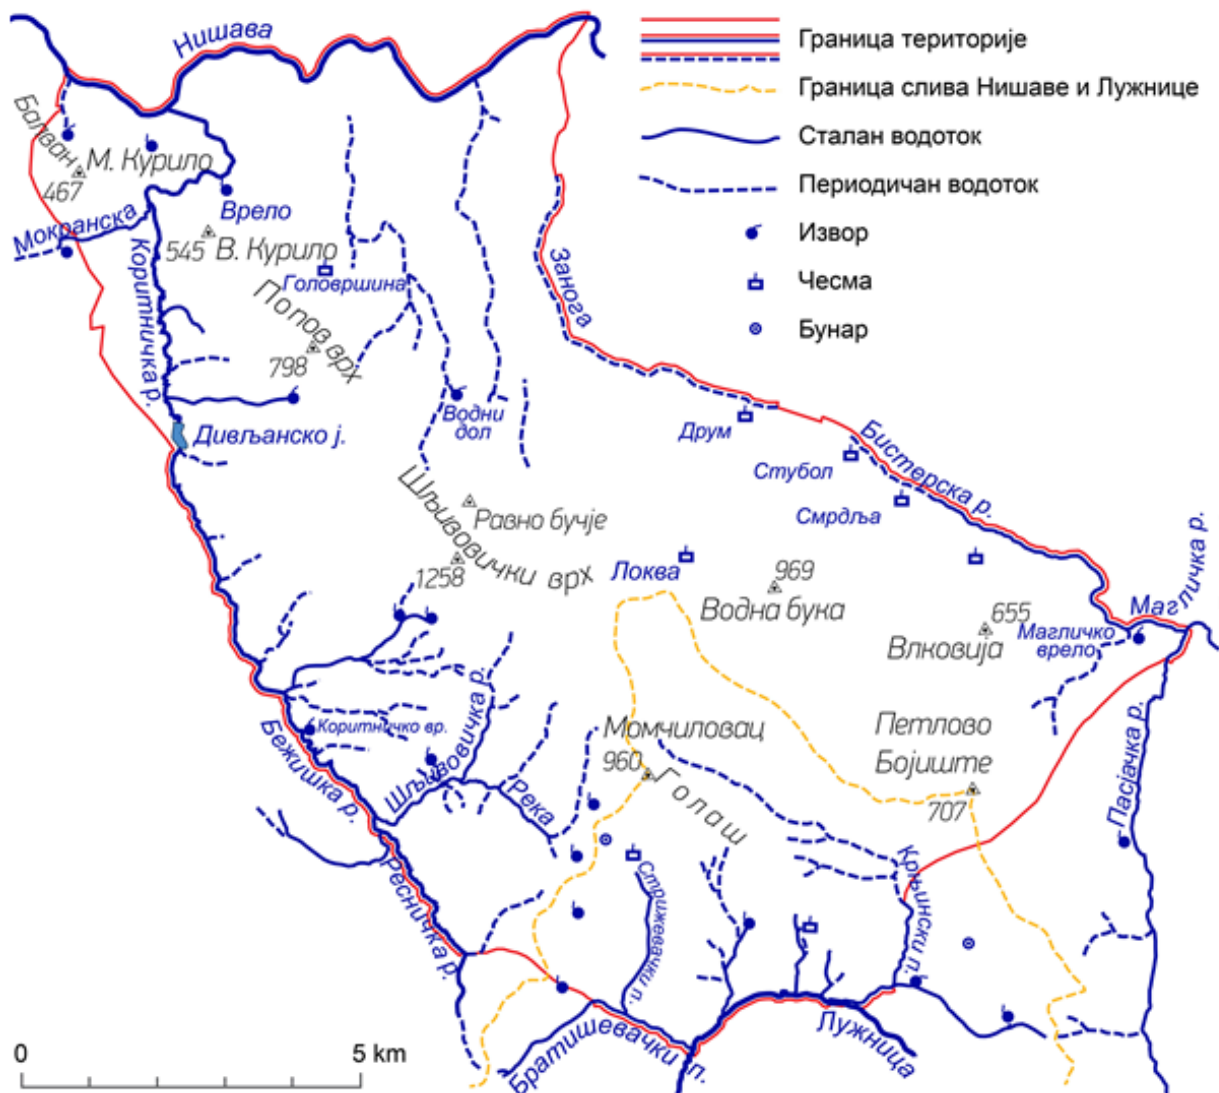 Нишава
Граница територије
Граница слива Нишаве и Лужнице
Сталан водоток
Периодичан водоток
Извор
Чесма
Бунар
Балван
467
М. Курило
Врело
Мокранска
545
В. Курило
Коритничка р.
Головршина
Попов врх
798
Занога
Дивљанско ј.
Водни
дол
Друм
Стубол
Бистерска р.
Смрдља
Шљивовички врх
Равно бучје
1258
Локва
969
Водна бука
655
Влковија
Магличка р.
Магличко
врело
Коритничко вр.
Шљивовичка р.
Бежишка р.
Момчиловац
960
Голаш
Петлово
Бојиште
707
Пасјачка р.
Река
Ресничка р.
Стрижевачки п.
Крњински п.
Братишевачки п.
Лужница
0
5 km